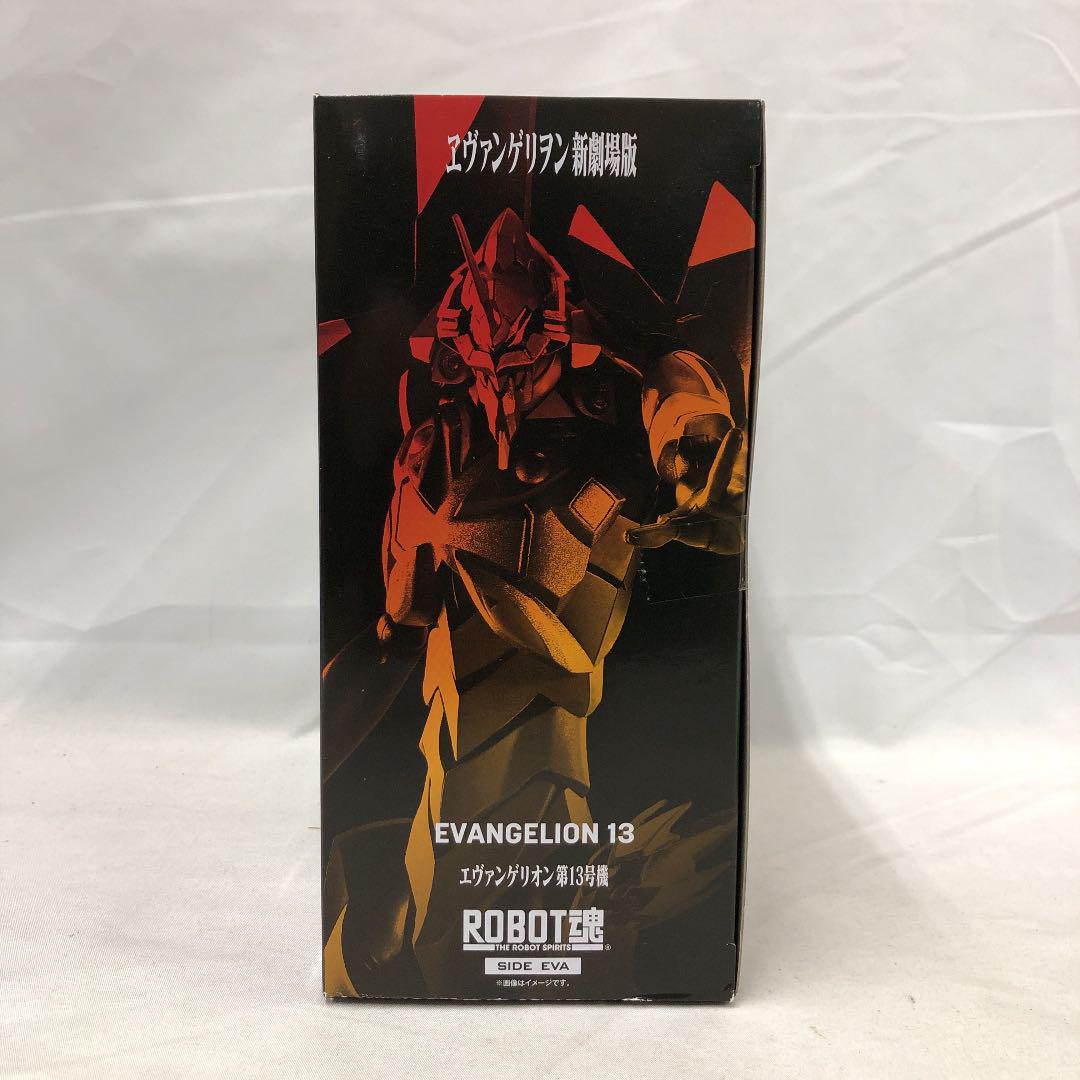 ヱヴァンゲリヲン新劇場版
EVANGELION 13
エヴァンゲリオン第13号機
ROBOT魂
THE ROBOT SPIRITS ®
SIDE EVA
※画像はイメージです。